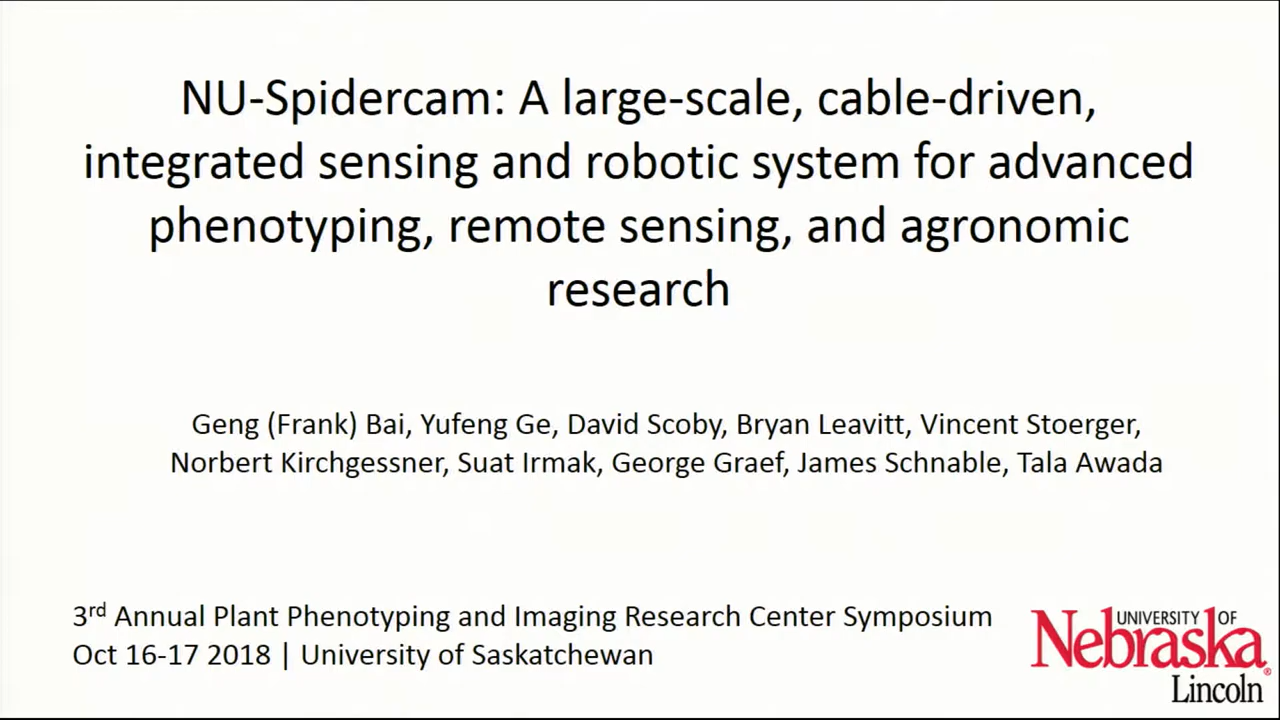 NU-Spidercam: A large-scale, cable-driven,
integrated sensing and robotic system for advanced
phenotyping, remote sensing, and agronomic
research
Geng (Frank) Bai, Yufeng Ge, David Scoby, Bryan Leavitt, Vincent Stoerger,
Norbert Kirchgessner, Suat Irmak, George Graef, James Schnable, Tala Awada
3rd Annual Plant Phenotyping and Imaging Research Center Symposium
Oct 16-17 2018 | University of Saskatchewan
UNIVERSITY OF
Nebraska®
Lincoln